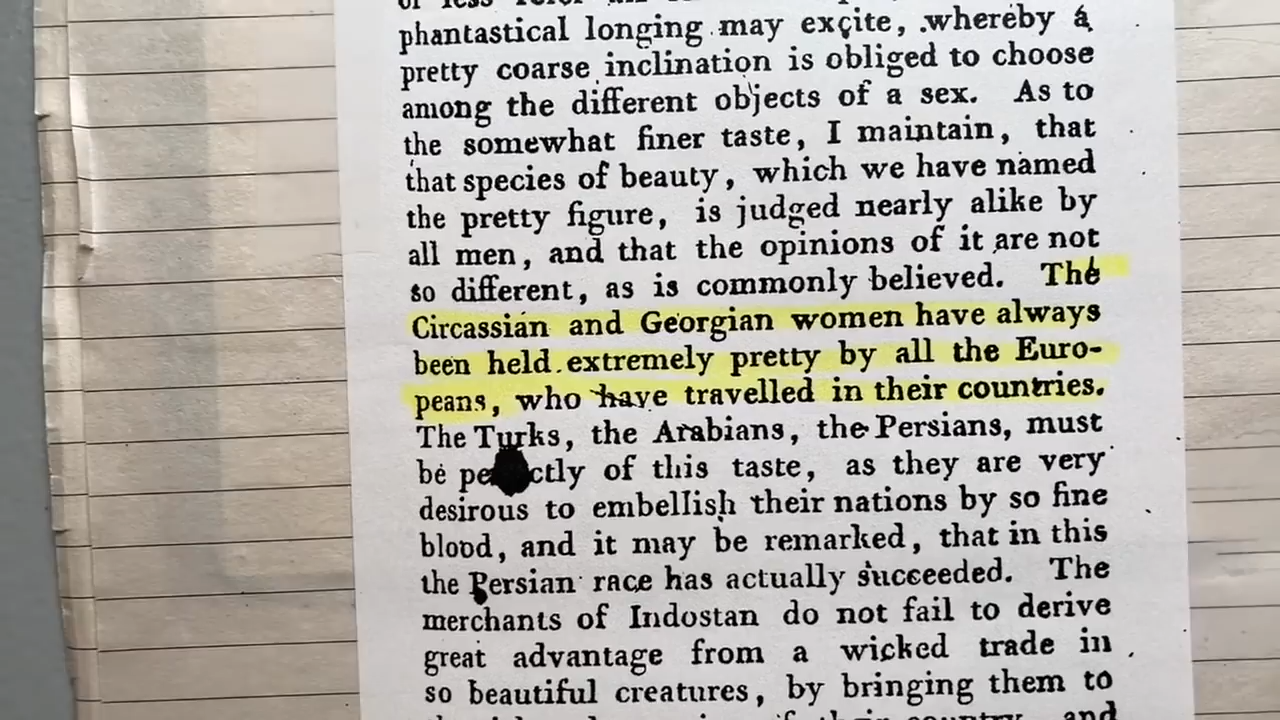 phantastical longing may excite, whereby a
pretty coarse inclination is obliged to choose
among the different objects of a sex. As to
the somewhat finer taste, I maintain, that
that species of beauty, which we have named
the pretty figure, is judged nearly alike by
all men, and that the opinions of it are not
so different, as is commonly believed. The
Circassian and Georgian women have always
been held extremely pretty by all the Euro-
peans, who have travelled in their countries.
The Turks, the Arabians, the Persians, must
be of this taste, as they are very
desirous to embellish their nations by so fine
blood, and it may be remarked, that in this
the Persian race has actually succeeded. The
merchants of Indostan do not fail to derive
great advantage from a wicked trade in
so beautiful creatures, by bringing them to